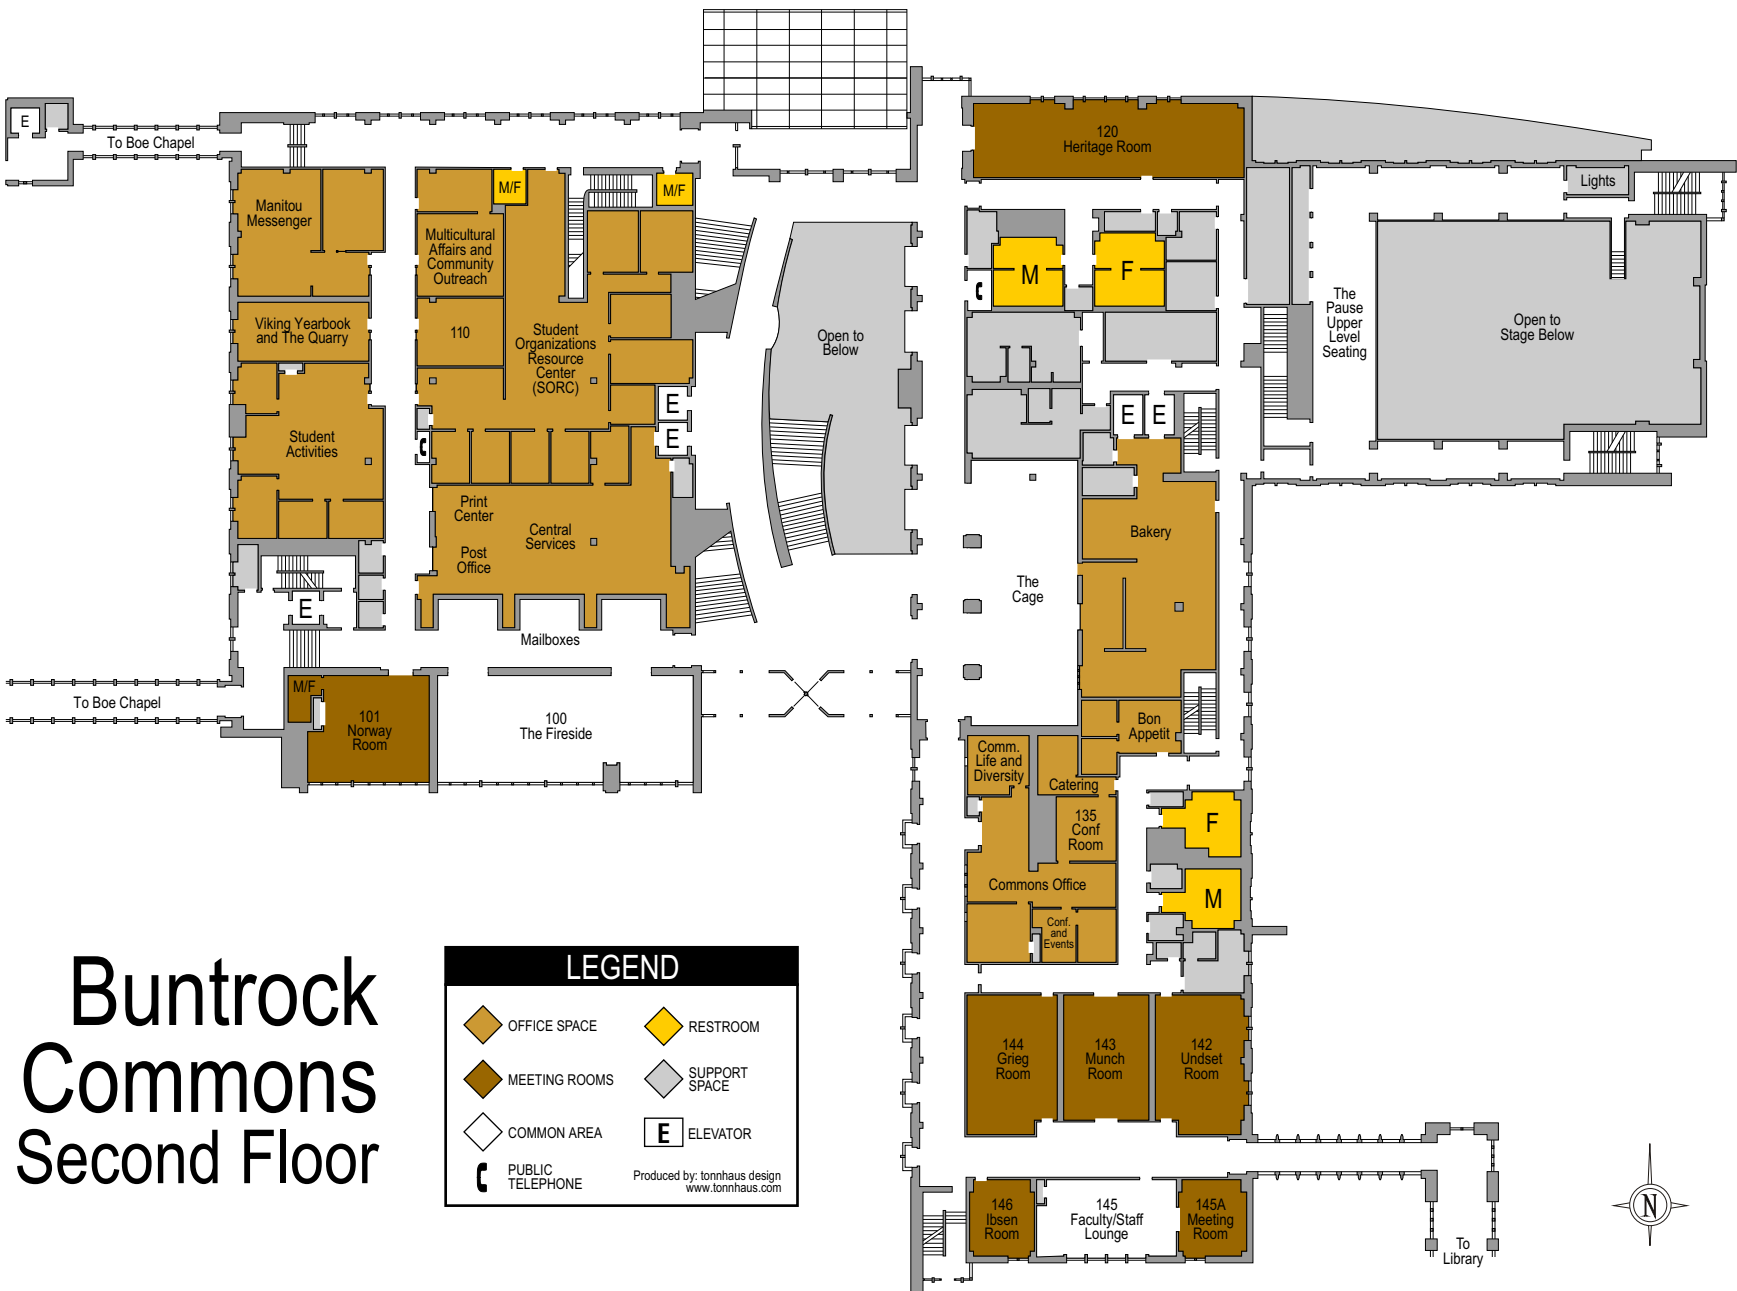 E
To Boe Chapel
Manitou
Messenger
M/F
M/F
Multicultural
Affairs and
Community
Outreach
Viking Yearbook
and The Quarry
110
Student
Organizations
Resource
Center
(SORC)
E
E
Student
Activities
Print
Center
Central
Services
Post
Office
E
Mailboxes
To Boe Chapel
M/F
101
Norway
Room
100
The Fireside
Open to
Below
120
Heritage Room
M
F
Lights
The
Pause
Upper
Level
Seating
Open to
Stage Below
E
E
Bakery
The
Cage
Bon
Appetit
Comm.
Life and
Diversity
Catering
135
Conf
Room
F
Commons Office
M
Conf.
and
Events
144
Grieg
Room
143
Munch
Room
142
Undset
Room
146
Ibsen
Room
145
Faculty/Staff
Lounge
145A
Meeting
Room
To
Library
N
Buntrock
Commons
Second Floor
LEGEND
OFFICE SPACE
RESTROOM
MEETING ROOMS
SUPPORT
SPACE
COMMON AREA
E ELEVATOR
PUBLIC
TELEPHONE
Produced by: tonnhaus design
www.tonnhaus.com